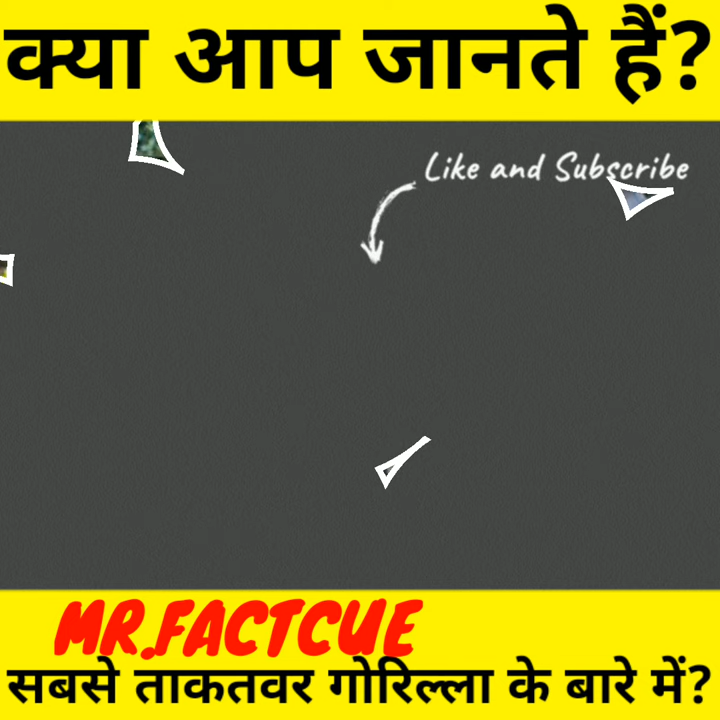 क्या आप जानते हैं?
Like and Subscribe
MR.FACTCUE
सबसे ताकतवर गोरिल्ला के बारे में?